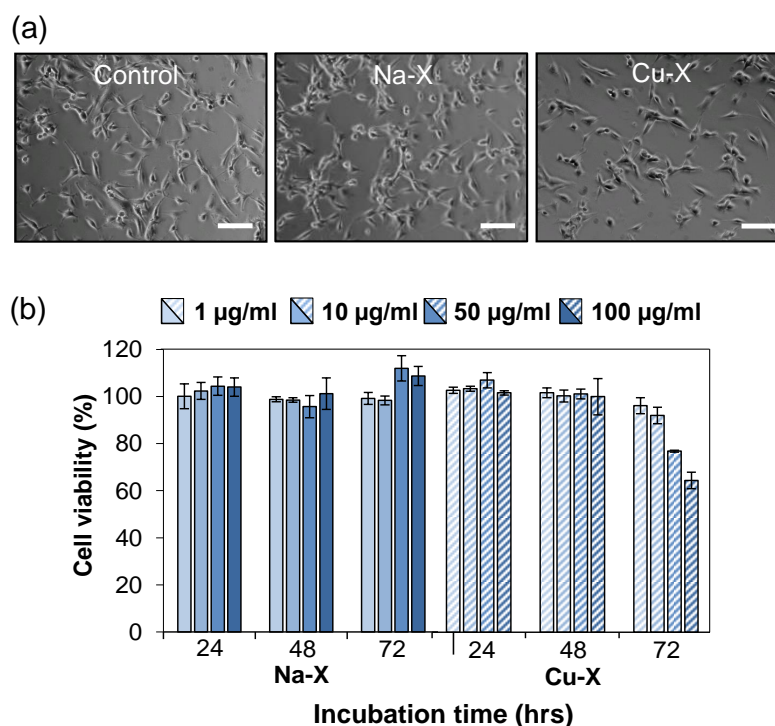 (a)
Control Na-X Cu-X
(b)
1 µg/ml 10 µg/ml 50 µg/ml 100 µg/ml
120
100
80
60
40
20
0
Cell viability (%)
24 48 72 24 48 72
Na-X Cu-X
Incubation time (hrs)